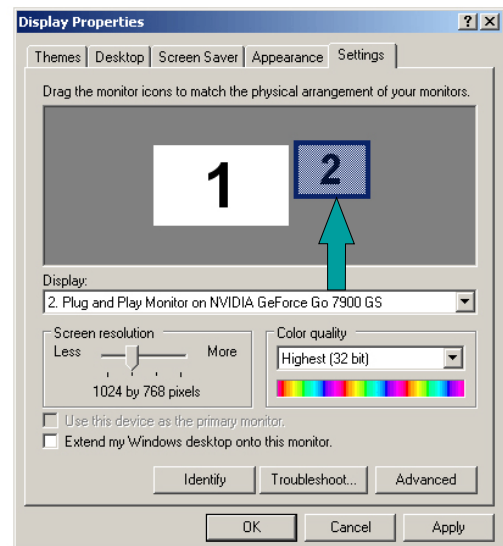 Display Properties
Themes Desktop Screen Saver Appearance Settings
Drag the monitor icons to match the physical arrangement of your monitors.
1 2
Display:
2. Plug and Play Monitor on NVIDIA GeForce Go 7900 GS
Screen resolution Color quality
Less More Highest (32 bit)
1024 by 768 pixels
Use this device as the primary monitor.
Extend my Windows desktop onto this monitor.
Identify Troubleshoot... Advanced
OK Cancel Apply